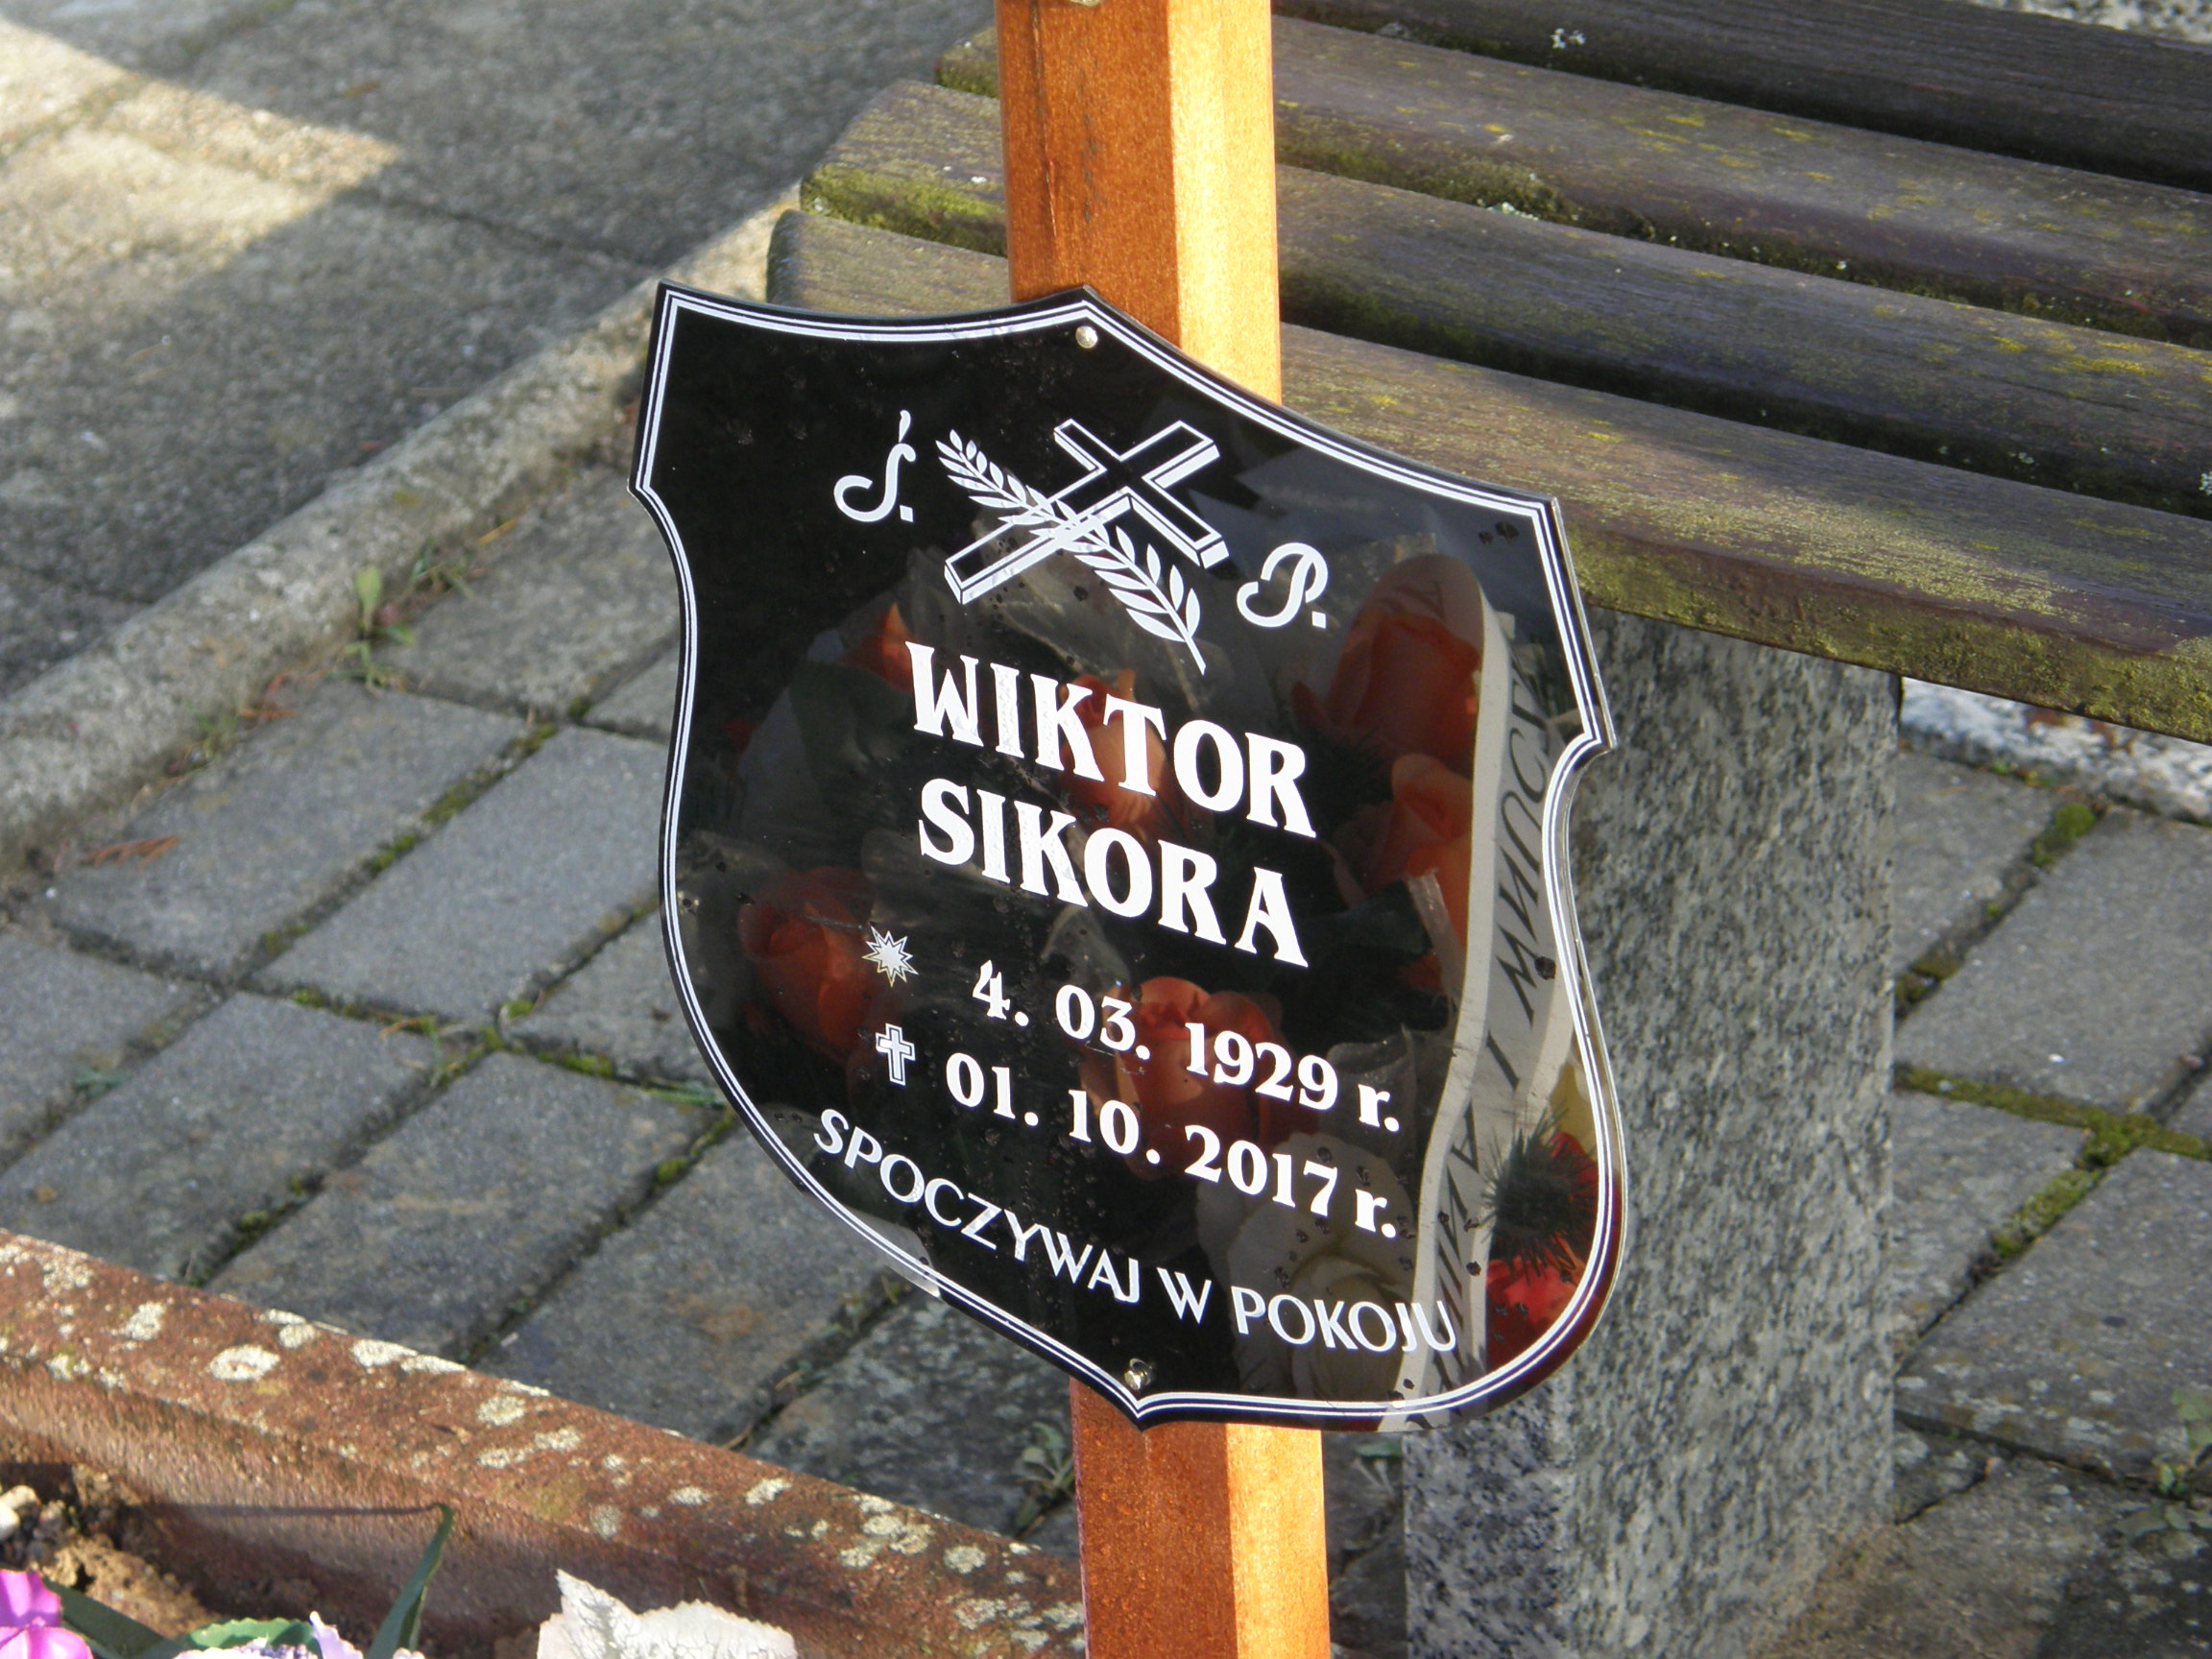 Ś. P.
WIKTOR
SIKORA
4. 03. 1929 r.
01. 10. 2017 r.
SPOCZYWAJ W POKOJU